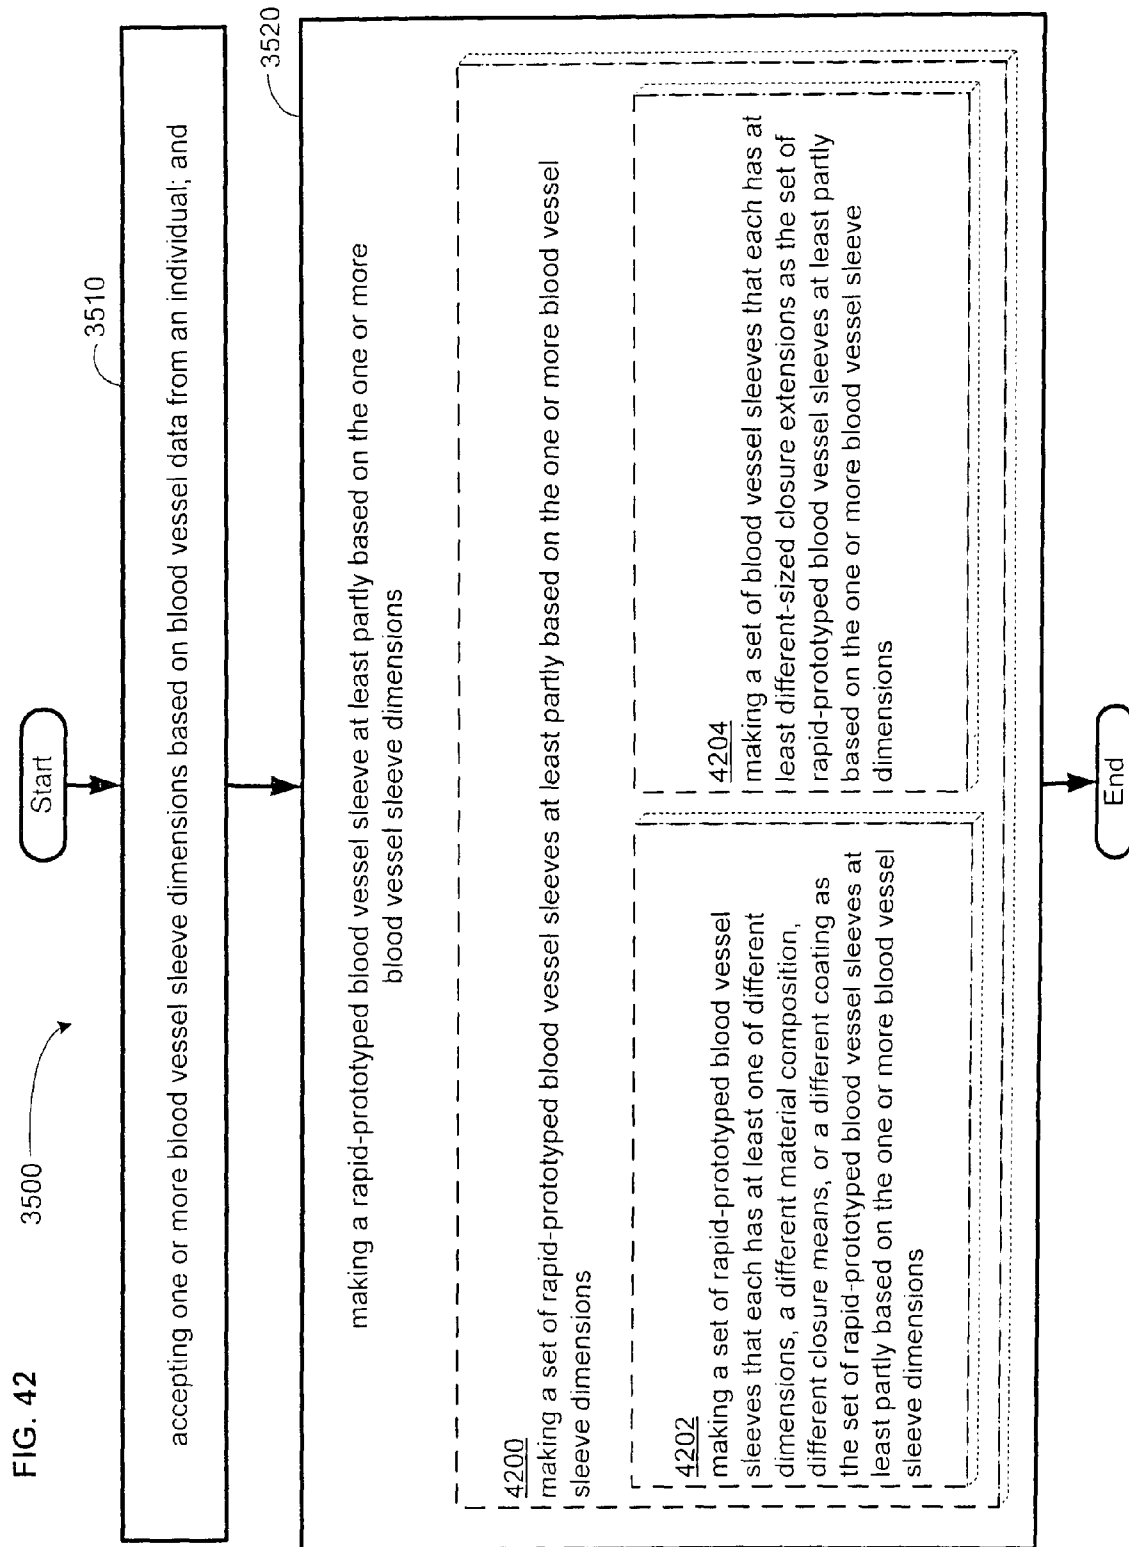 FIG. 42
3500
Start
3510
accepting one or more blood vessel sleeve dimensions based on blood vessel data from an individual; and
3520
making a rapid-prototyped blood vessel sleeve at least partly based on the one or more
blood vessel sleeve dimensions
4200
making a set of rapid-prototyped blood vessel sleeves at least partly based on the one or more blood vessel
sleeve dimensions
4202
making a set of rapid-prototyped blood vessel
sleeves that each has at least one of different
dimensions, a different material composition,
different closure means, or a different coating as
the set of rapid-prototyped blood vessel sleeves at
least partly based on the one or more blood vessel
sleeve dimensions
4204
making a set of blood vessel sleeves that each has at
least different-sized closure extensions as the set of
rapid-prototyped blood vessel sleeves at least partly
based on the one or more blood vessel sleeve
dimensions
End